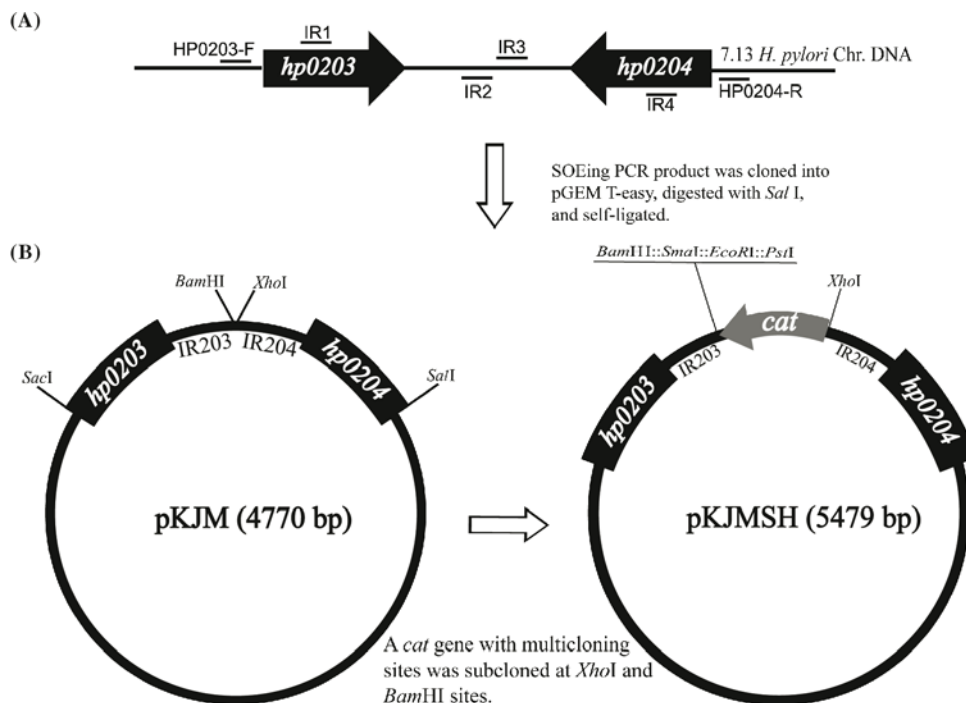 (A)
HP0203-F
IR1
hp0203
IR2
IR3
hp0204
IR4
7.13 H. pylori Chr. DNA
HP0204-R
SOEing PCR product was cloned into
pGEM T-easy, digested with Sal I,
and self-ligated.
(B)
BamHI
XhoI
SacI
hp0203
IR203
IR204
hp0204
SalI
pKJM (4770 bp)
BamHI::SmaI::EcoRI::PstI
XhoI
cat
hp0203
IR203
IR204
hp0204
pKJMSH (5479 bp)
A cat gene with multicloning
sites was subcloned at XhoI and
BamHI sites.